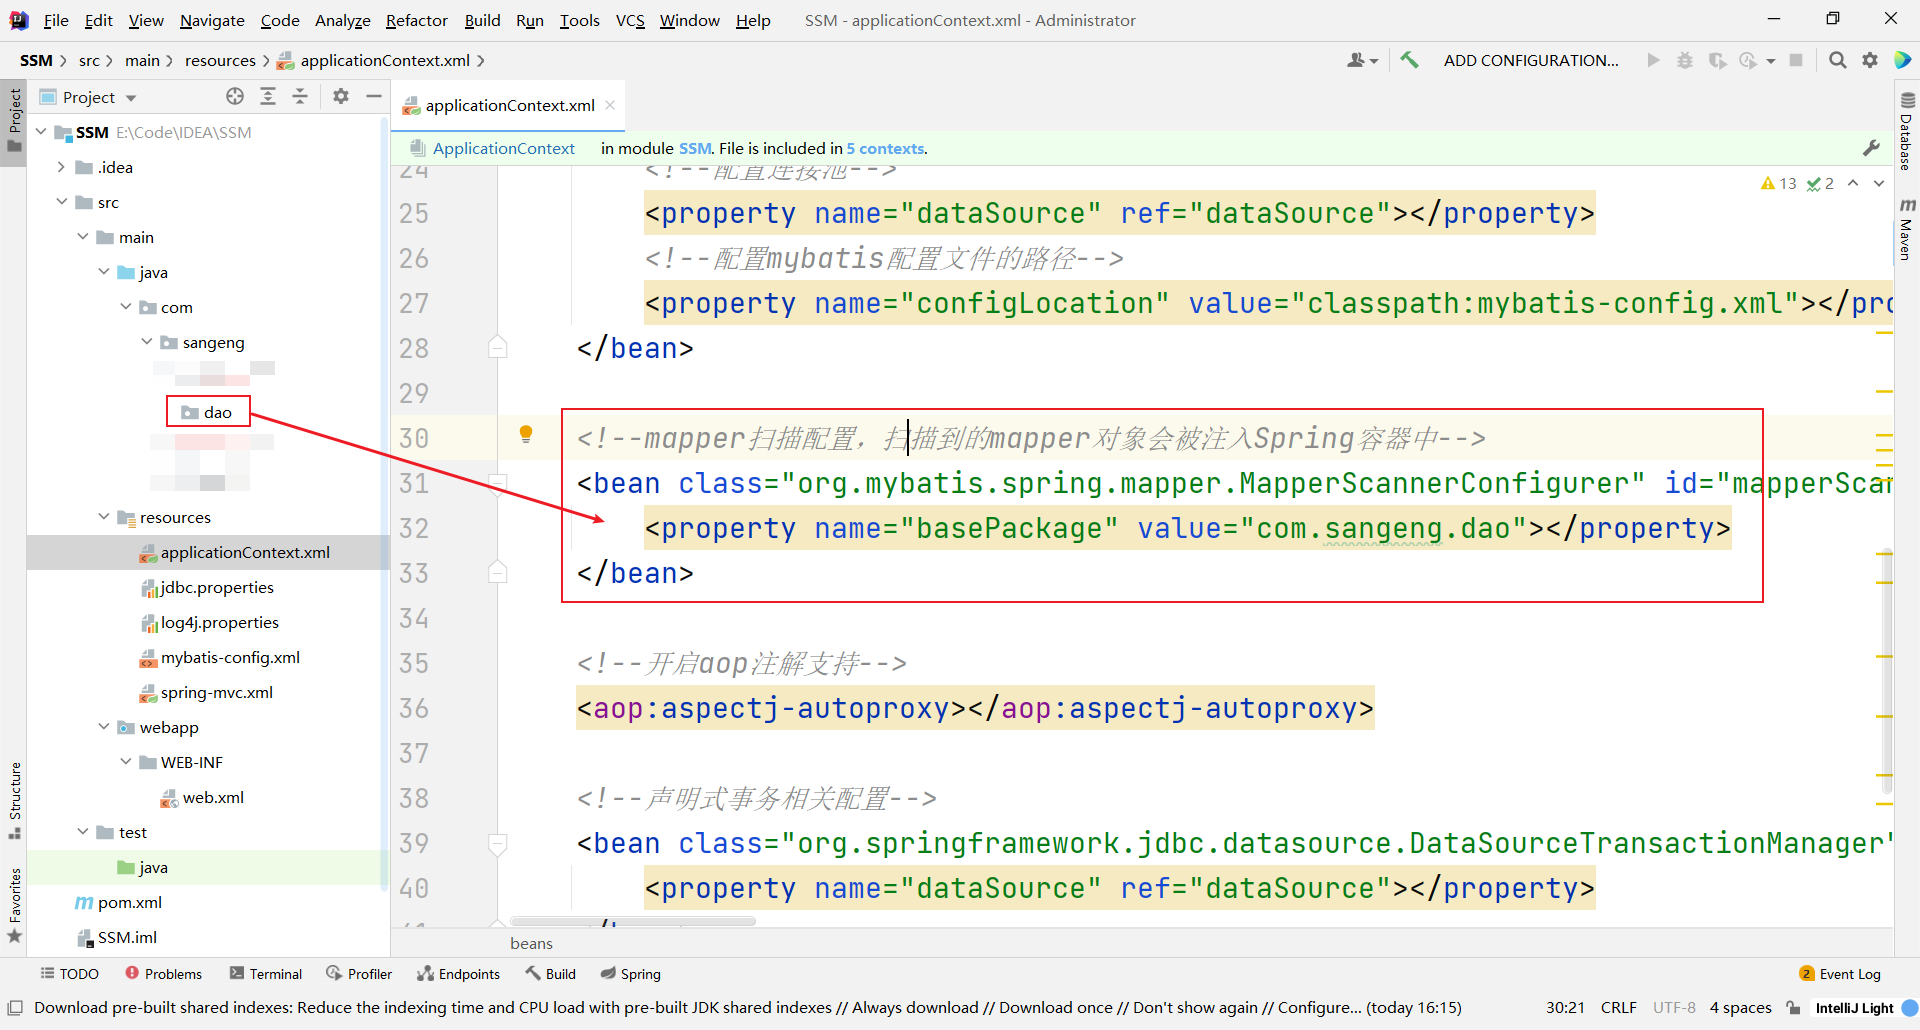 File Edit View Navigate Code Analyze Refactor Build Run Tools VCS Window Help SSM - applicationContext.xml - Administrator
SSM src main resources applicationContext.xml ADD CONFIGURATION...
Project
Project
SSM E:\Code\IDEA\SSM
.idea
src
main
java
com
sangeng
dao
resources
applicationContext.xml
jdbc.properties
log4j.properties
mybatis-config.xml
spring-mvc.xml
webapp
WEB-INF
web.xml
test
java
pom.xml
SSM.iml
Structure
Favorites
applicationContext.xml
ApplicationContext in module SSM. File is included in 5 contexts.
13 2
24 <!--配置连接池-->
25 <property name="dataSource" ref="dataSource"></property>
26 <!--配置mybatis配置文件的路径-->
27 <property name="configLocation" value="classpath:mybatis-config.xml"></pro
28 </bean>
29
30 <!--mapper扫描配置，扫描到的mapper对象会被注入Spring容器中-->
31 <bean class="org.mybatis.spring.mapper.MapperScannerConfigurer" id="mapperScan
32 <property name="basePackage" value="com.sangeng.dao"></property>
33 </bean>
34
35 <!--开启aop注解支持-->
36 <aop:aspectj-autoproxy></aop:aspectj-autoproxy>
37
38 <!--声明式事务相关配置-->
39 <bean class="org.springframework.jdbc.datasource.DataSourceTransactionManager"
40 <property name="dataSource" ref="dataSource"></property>
beans
Database
Maven
TODO Problems Terminal Profiler Endpoints Build Spring 2 Event Log
Download pre-built shared indexes: Reduce the indexing time and CPU load with pre-built JDK shared indexes // Always download // Download once // Don't show again // Configure... (today 16:15) 30:21 CRLF UTF-8 4 spaces IntelliJ Light